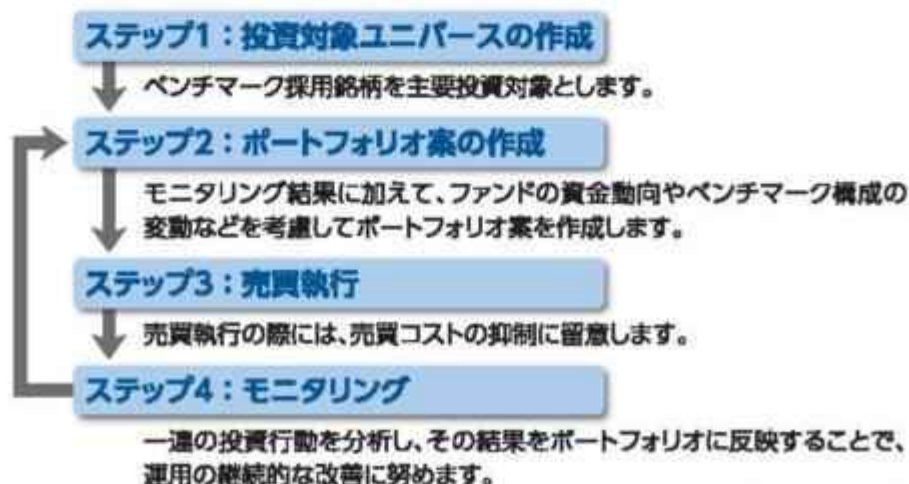 ステップ1：投資対象ユニバースの作成
ベンチマーク採用銘柄を主要投資対象とします。
ステップ2：ポートフォリオ案の作成
モニタリング結果に加えて、ファンドの資金動向やベンチマーク構成の
変動などを考慮してポートフォリオ案を作成します。
ステップ3：売買執行
売買執行の際には、売買コストの抑制に留意します。
ステップ4：モニタリング
一連の投資行動を分析し、その結果をポートフォリオに反映することで、
運用の継続的な改善に努めます。